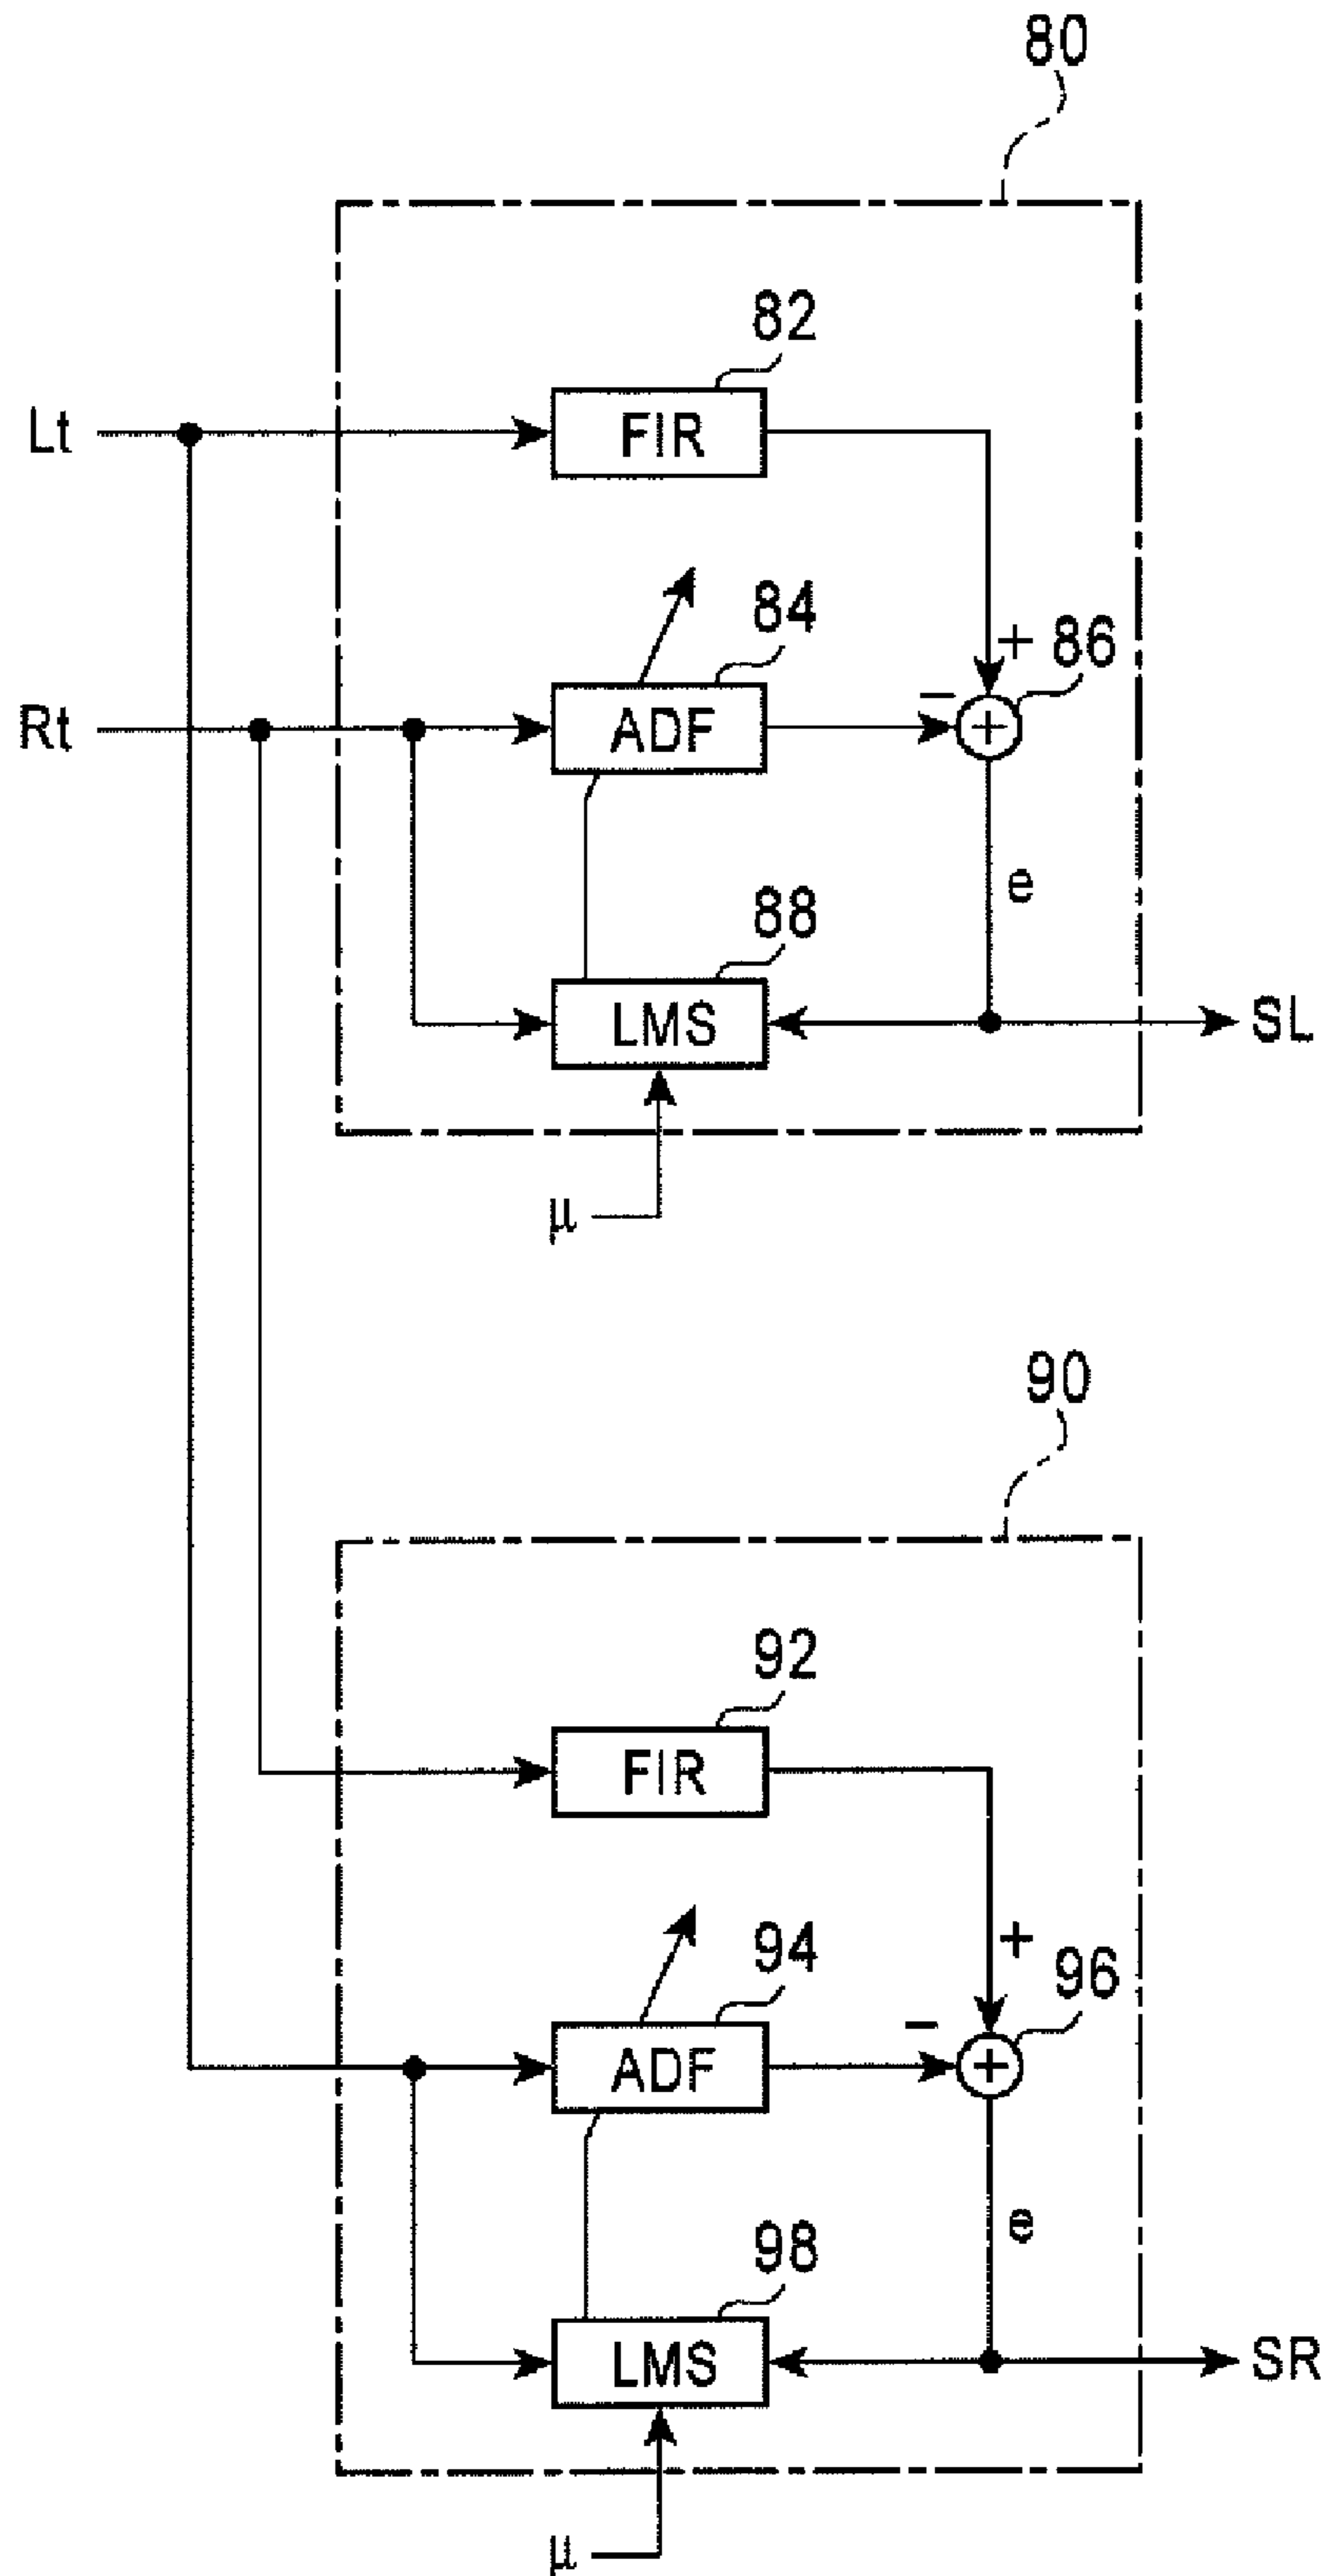 80
82
Lt
FIR
84
+
86
Rt
ADF
−
+
e
88
LMS
SL
μ
90
92
FIR
94
+
96
ADF
−
+
e
98
LMS
SR
μ